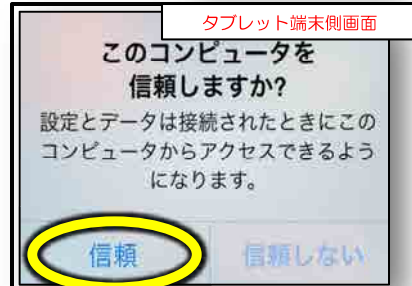 タブレット端末側画面
このコンピュータを
信頼しますか?
設定とデータは接続されたときにこの
コンピュータからアクセスできるよう
になります。
信頼
信頼しない